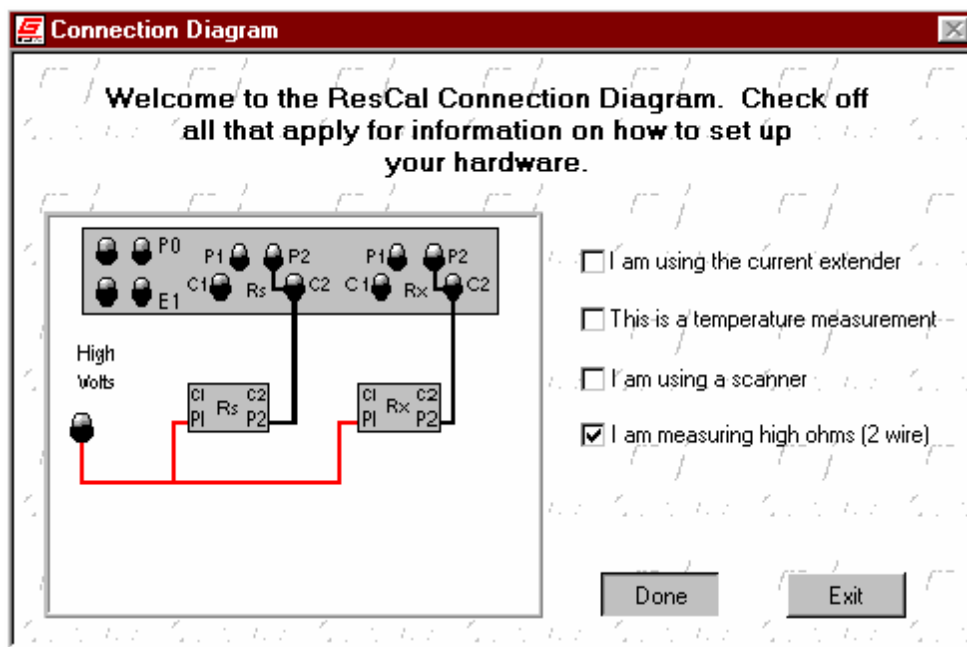 Connection Diagram
Welcome to the ResCal Connection Diagram. Check off
all that apply for information on how to set up
your hardware.
P0 P1 P2 P1 P2
E1 C1 Rs C2 C1 Rx C2
High
Volts
C1 C2 C1 C2
Rs Rx
P1 P2 P1 P2
I am using the current extender
This is a temperature measurement
I am using a scanner
I am measuring high ohms (2 wire)
Done Exit